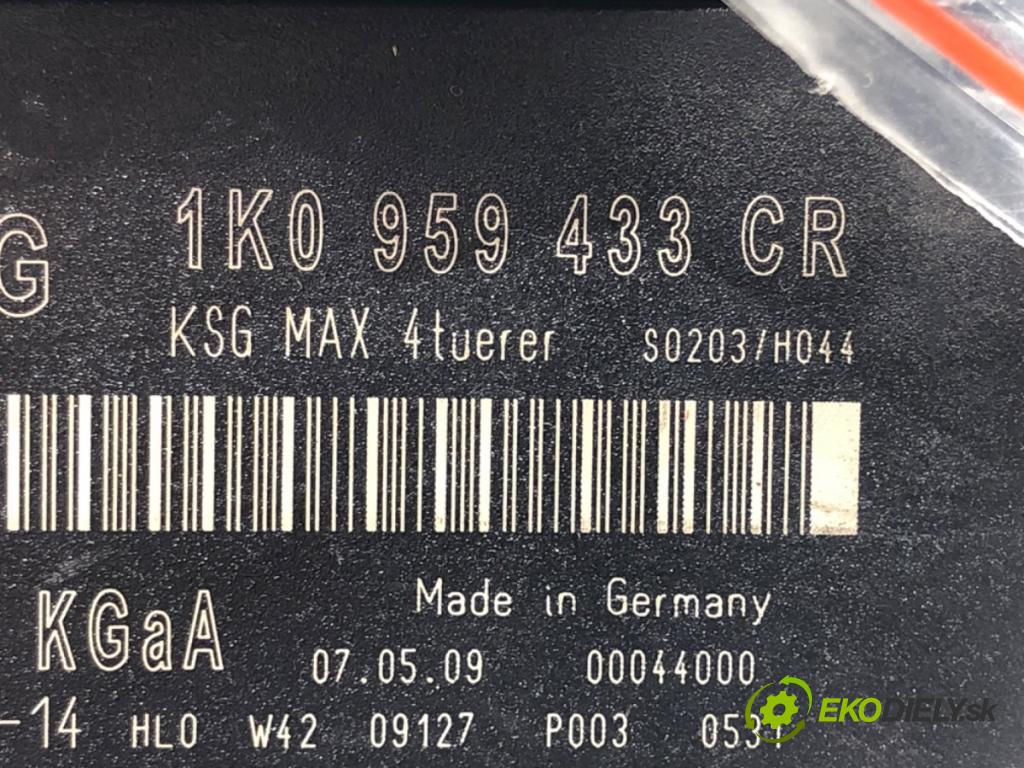 G 1K0 959 433 CR
KSG MAX 4tuerer S0203/H044
KGaA Made in Germany
07.05.09 00044000
-14 HLO W42 09127 P003
EKODIELY.sk